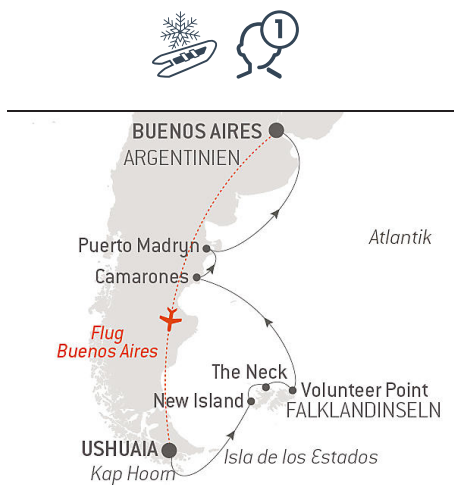 1
BUENOS AIRES
ARGENTINIEN
Puerto Madryn
Atlantik
Camarones
Flug
Buenos Aires
The Neck
New Island
Volunteer Point
FALKLANDINSELN
USHUAIA
Isla de los Estados
Kap Hoorn